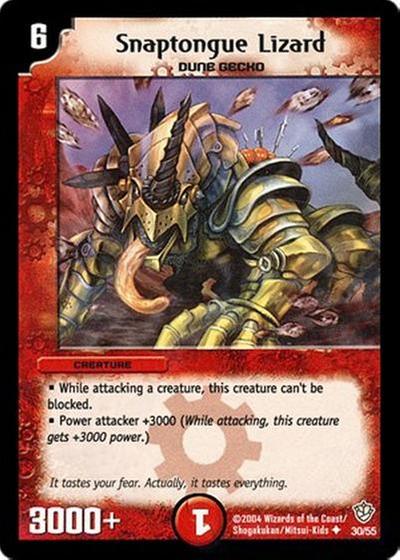 6 Snaptongue Lizard
DUNE GECKO
CREATURE
▪ While attacking a creature, this creature can't be
blocked.
▪ Power attacker +3000 (While attacking, this creature
gets +3000 power.)
It tastes your fear. Actually, it tastes everything.
3000+
1
©2004 Wizards of the Coast/
Shogakukan/Mitsui-Kids ♦ 30/55